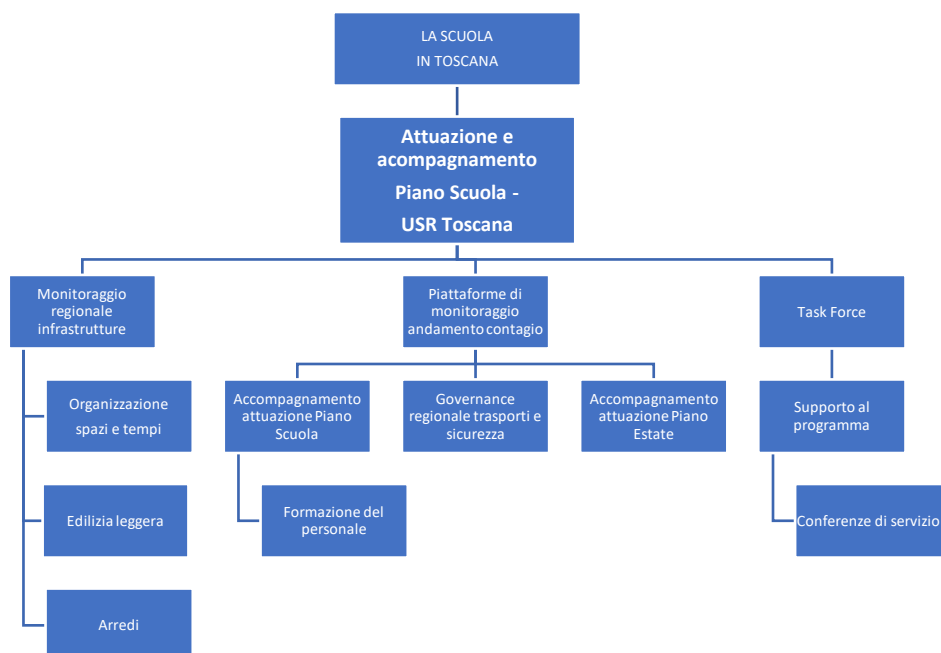 LA SCUOLA
IN TOSCANA
Attuazione e
acompagnamento
Piano Scuola -
USR Toscana
Monitoraggio
regionale
infrastrutture
Piattaforme di
monitoraggio
andamento contagio
Task Force
Organizzazione
spazi e tempi
Accompagnamento
attuazione Piano
Scuola
Governance
regionale trasporti e
sicurezza
Accompagnamento
attuazione Piano
Estate
Supporto al
programma
Edilizia leggera
Formazione del
personale
Conferenze di servizio
Arredi